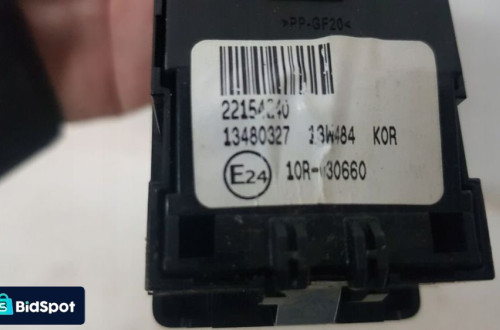 >PP-GF20<
22154240
13480327 13W484 KOR
E24 10R-030660
BidSpot